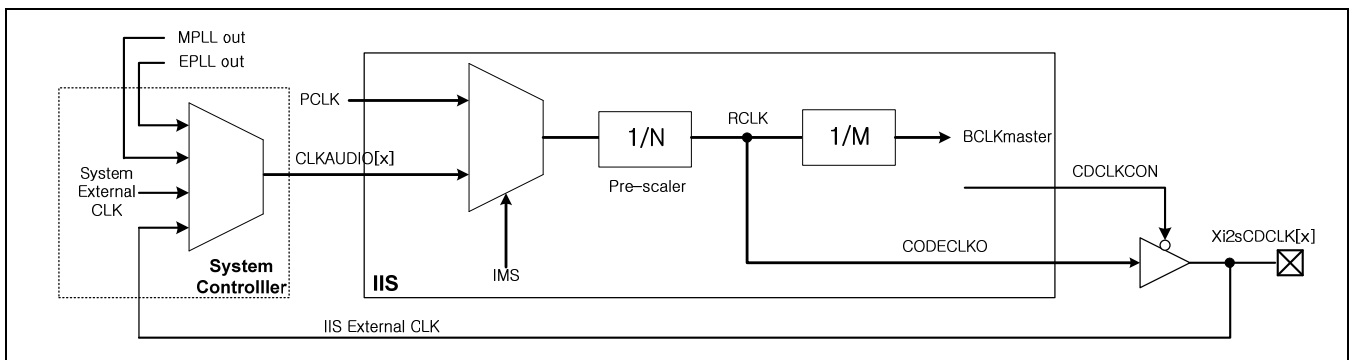 MPLL out
EPLL out
PCLK
CLKAUDIO[x]
System
External
CLK
System
Controlller
1/N
Pre-scaler
RCLK
1/M
BCLKmaster
CDCLKCON
CODECLKO
Xi2sCDCLK[x]
IMS
IIS
IIS External CLK